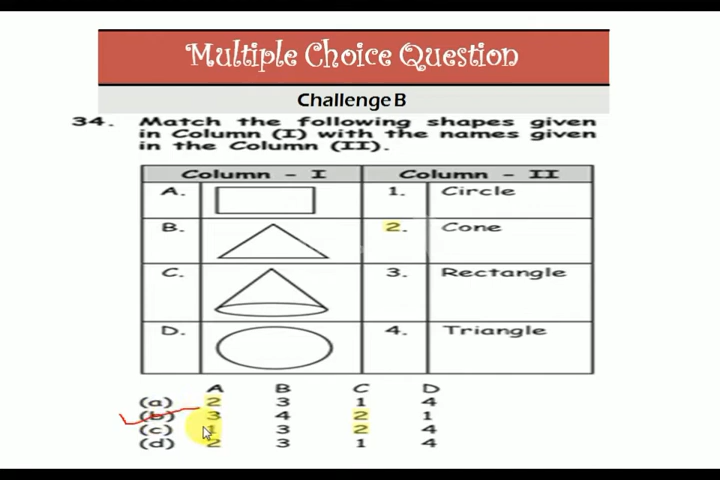 Multiple Choice Question
Challenge B
34. Match the following shapes given
in Column (I) with the names given
in the Column (II).
Column - I Column - II
A. 1. Circle
B. 2. Cone
C. 3. Rectangle
D. 4. Triangle
A B C D
(a) 2 3 1 4
(b) 3 4 2 1
(c) 1 3 2 4
(d) 2 3 1 4